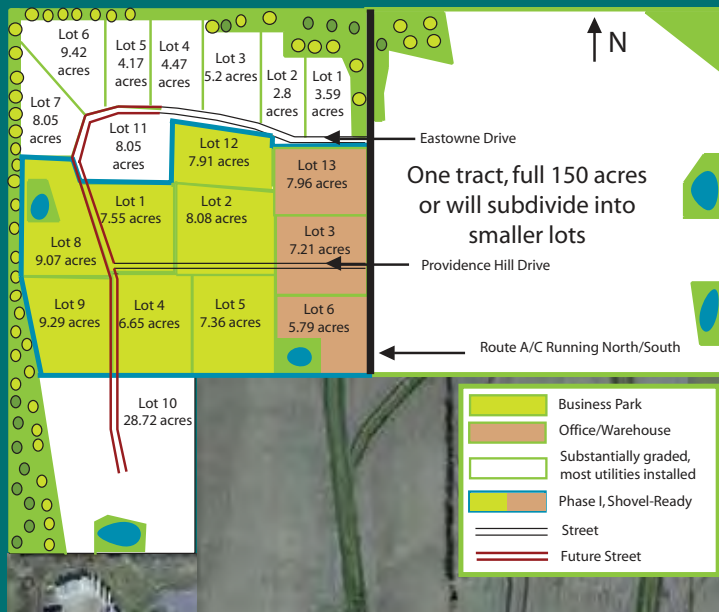 Lot 6
9.42
acres
Lot 5
4.17
acres
Lot 4
4.47
acres
Lot 3
5.2 acres
Lot 2
2.8
acres
Lot 1
3.59
acres
N
Lot 7
8.05
acres
Lot 11
8.05
acres
Lot 12
7.91 acres
Eastowne Drive
Lot 13
7.96 acres
One tract, full 150 acres
or will subdivide into
smaller lots
Lot 1
7.55 acres
Lot 2
8.08 acres
Lot 3
7.21 acres
Lot 8
9.07 acres
Providence Hill Drive
Lot 9
9.29 acres
Lot 4
6.65 acres
Lot 5
7.36 acres
Lot 6
5.79 acres
Route A/C Running North/South
Lot 10
28.72 acres
Business Park
Office/Warehouse
Substantially graded,
most utilities installed
Phase I, Shovel-Ready
Street
Future Street